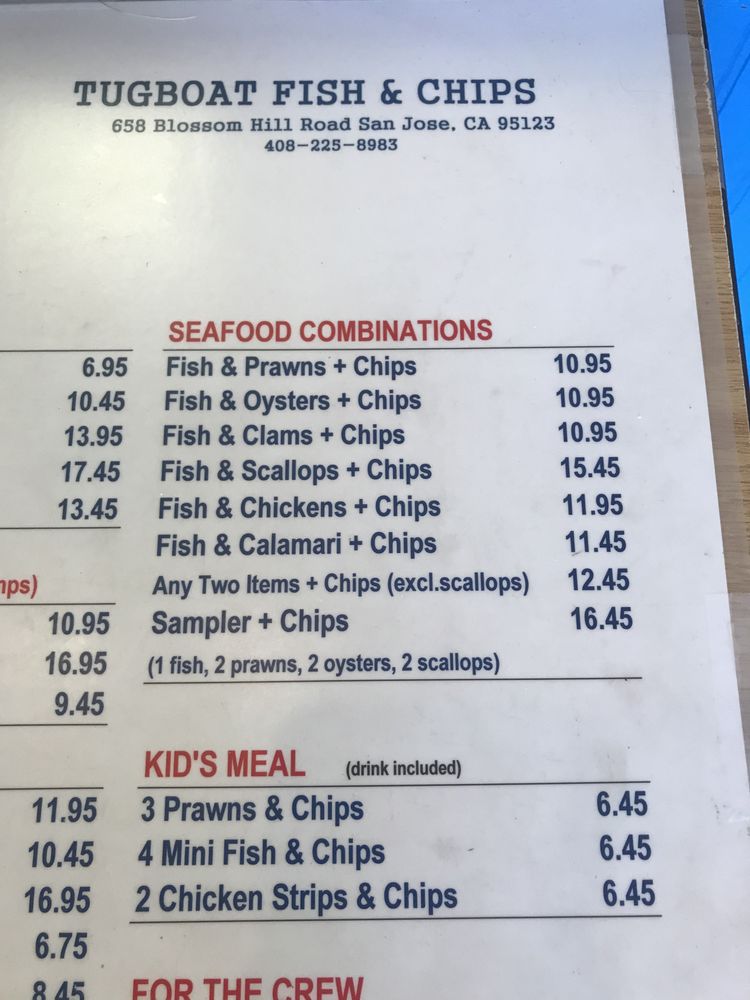 TUGBOAT FISH & CHIPS
658 Blossom Hill Road San Jose, CA 95123
408-225-8983
6.95
10.45
13.95
17.45
13.45
10.95
16.95
9.45
11.95
10.45
16.95
6.75
8.45
SEAFOOD COMBINATIONS
Fish & Prawns + Chips 10.95
Fish & Oysters + Chips 10.95
Fish & Clams + Chips 10.95
Fish & Scallops + Chips 15.45
Fish & Chickens + Chips 11.95
Fish & Calamari + Chips 11.45
Any Two Items + Chips (excl.scallops) 12.45
Sampler + Chips 16.45
(1 fish, 2 prawns, 2 oysters, 2 scallops)
KID'S MEAL (drink included)
3 Prawns & Chips 6.45
4 Mini Fish & Chips 6.45
2 Chicken Strips & Chips 6.45
FOR THE CREW